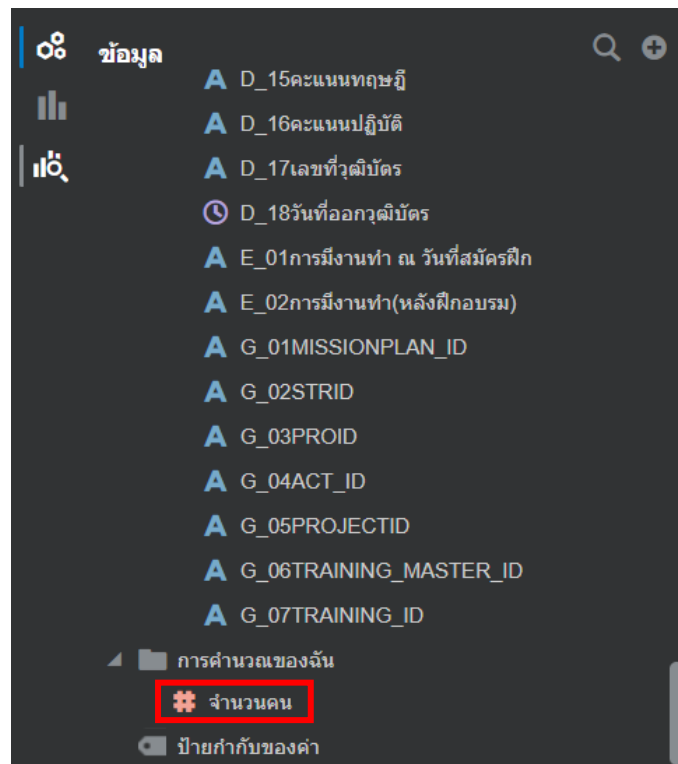 ข้อมูล
D_15คะแนนทฤษฎี
D_16คะแนนปฏิบัติ
D_17เลขที่วุฒิบัตร
D_18วันที่ออกวุฒิบัตร
E_01การมีงานทำ ณ วันที่สมัครฝึก
E_02การมีงานทำ(หลังฝึกอบรม)
G_01MISSIONPLAN_ID
G_02STRID
G_03PROID
G_04ACT_ID
G_05PROJECTID
G_06TRAINING_MASTER_ID
G_07TRAINING_ID
การคำนวณของฉัน
จำนวนคน
ป้ายกำกับของค่า